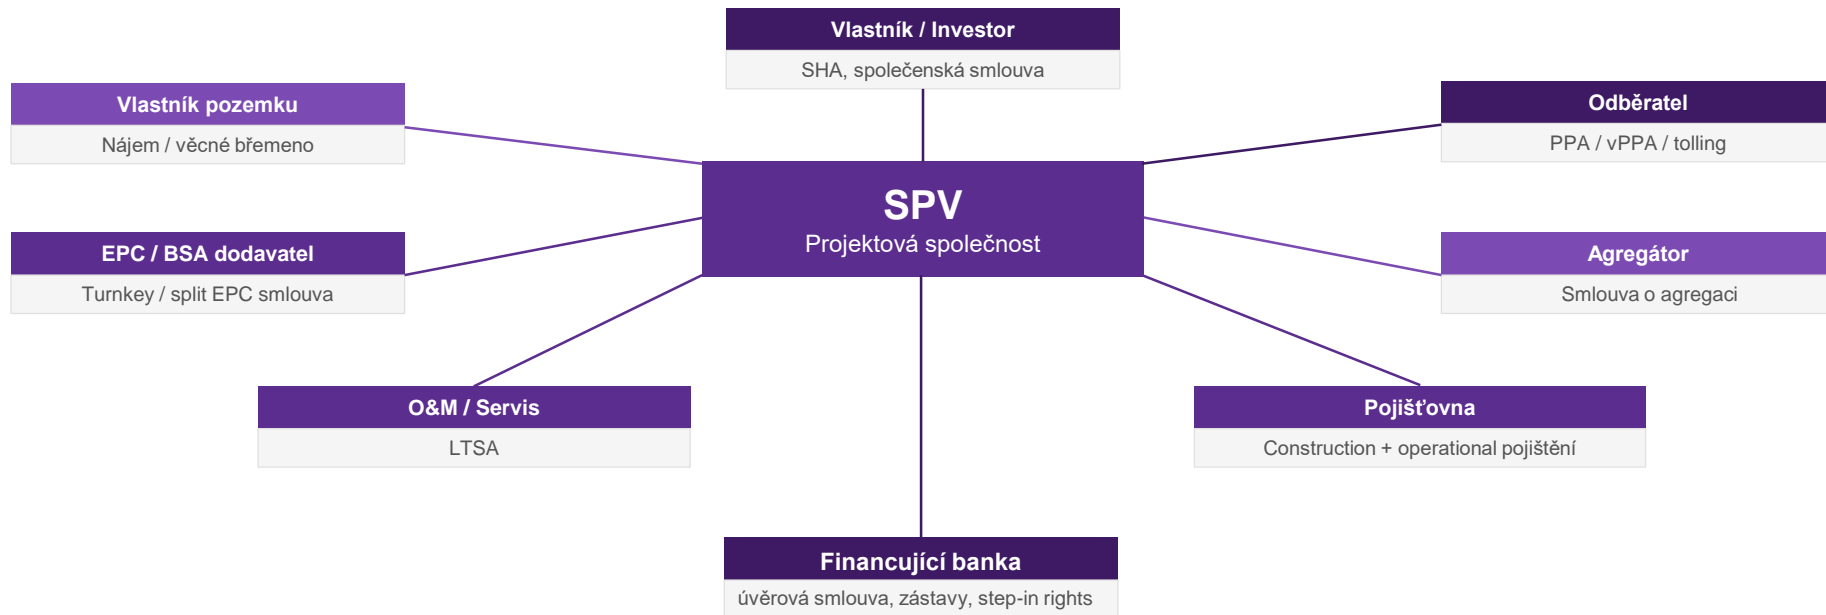 Vlastník / Investor
SHA, společenská smlouva
Vlastník pozemku
Nájem / věcné břemeno
Odběratel
PPA / vPPA / tolling
SPV
Projektová společnost
EPC / BSA dodavatel
Turnkey / split EPC smlouva
Agregátor
Smlouva o agregaci
O&M / Servis
LTSA
Pojišťovna
Construction + operational pojištění
Financující banka
úvěrová smlouva, zástavy, step-in rights